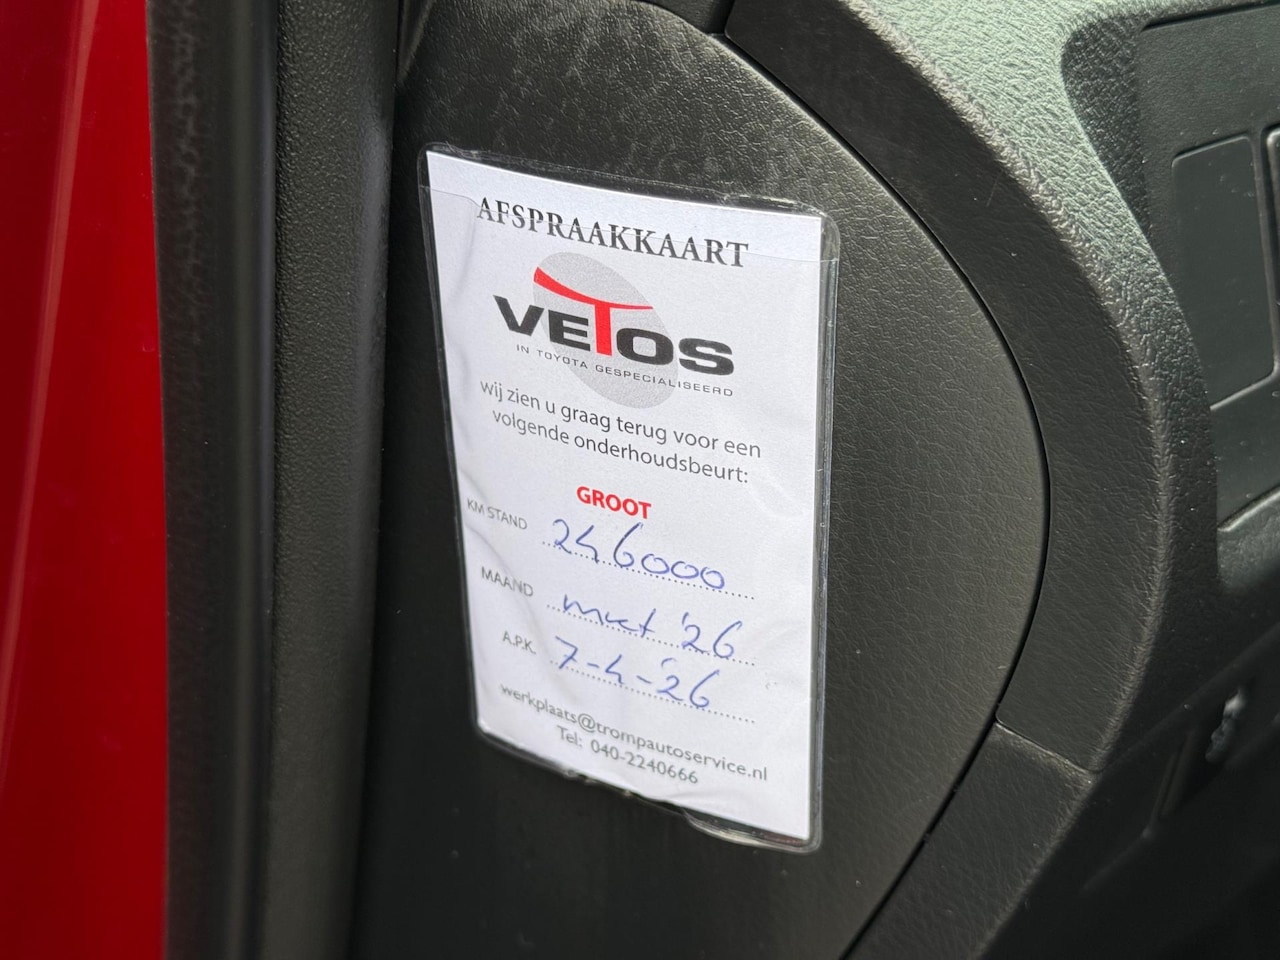 AFSPRAAKKAART
VETOS
IN TOYOTA GESPECIALISEERD
Wij zien u graag terug voor een
volgende onderhoudsbeurt:
GROOT
KM STAND 246000
MAAND mrt '26
A.P.K. 7-4-'26
werkplaats@trompautoservice.nl
Tel: 040-2240666